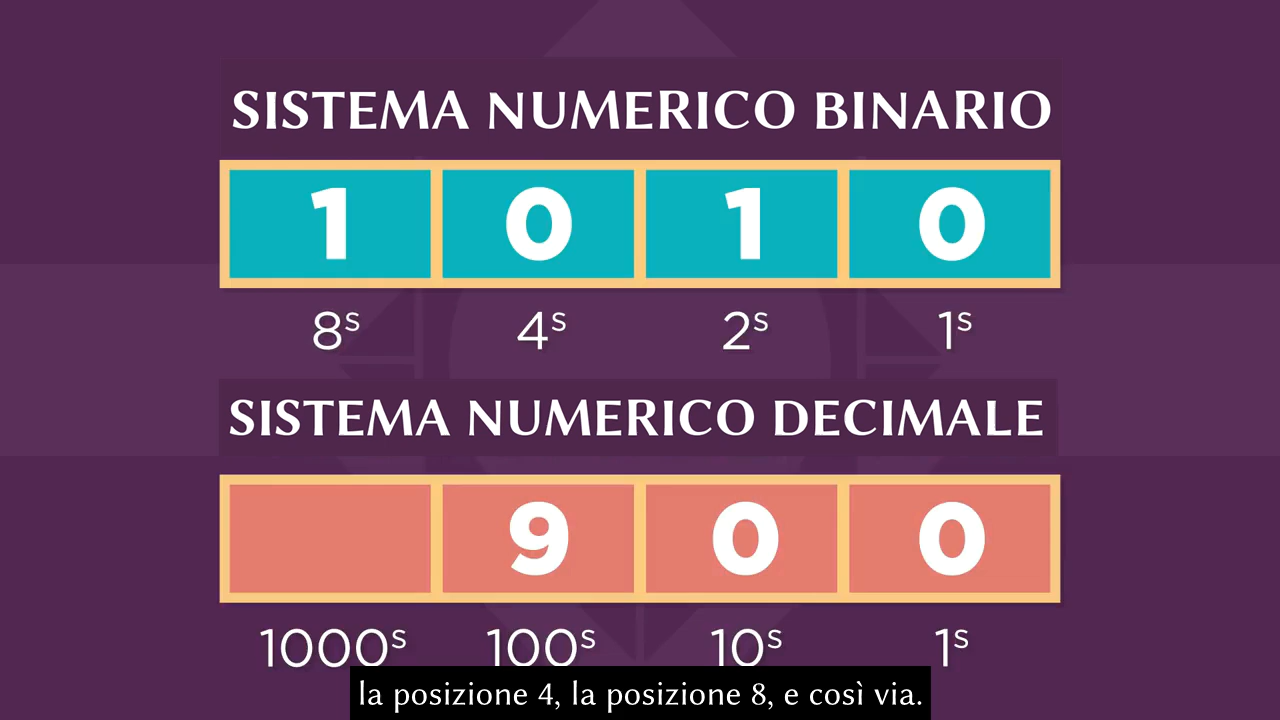 SISTEMA NUMERICO BINARIO
1 0 1 0
8s 4s 2s 1s
SISTEMA NUMERICO DECIMALE
9 0 0
1000s 100s 10s 1s
la posizione 4, la posizione 8, e così via.